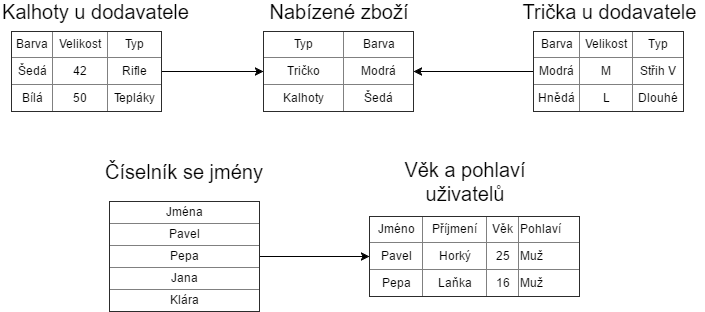 Kalhoty u dodavatele
Barva Velikost Typ
Šedá 42 Rifle
Bílá 50 Tepláky
Nabízené zboží
Typ Barva
Tričko Modrá
Kalhoty Šedá
Trička u dodavatele
Barva Velikost Typ
Modrá M Střih V
Hnědá L Dlouhé
Číselník se jmény
Jména
Pavel
Pepa
Jana
Klára
Věk a pohlaví
uživatelů
Jméno Příjmení Věk Pohlaví
Pavel Horký 25 Muž
Pepa Laňka 16 Muž